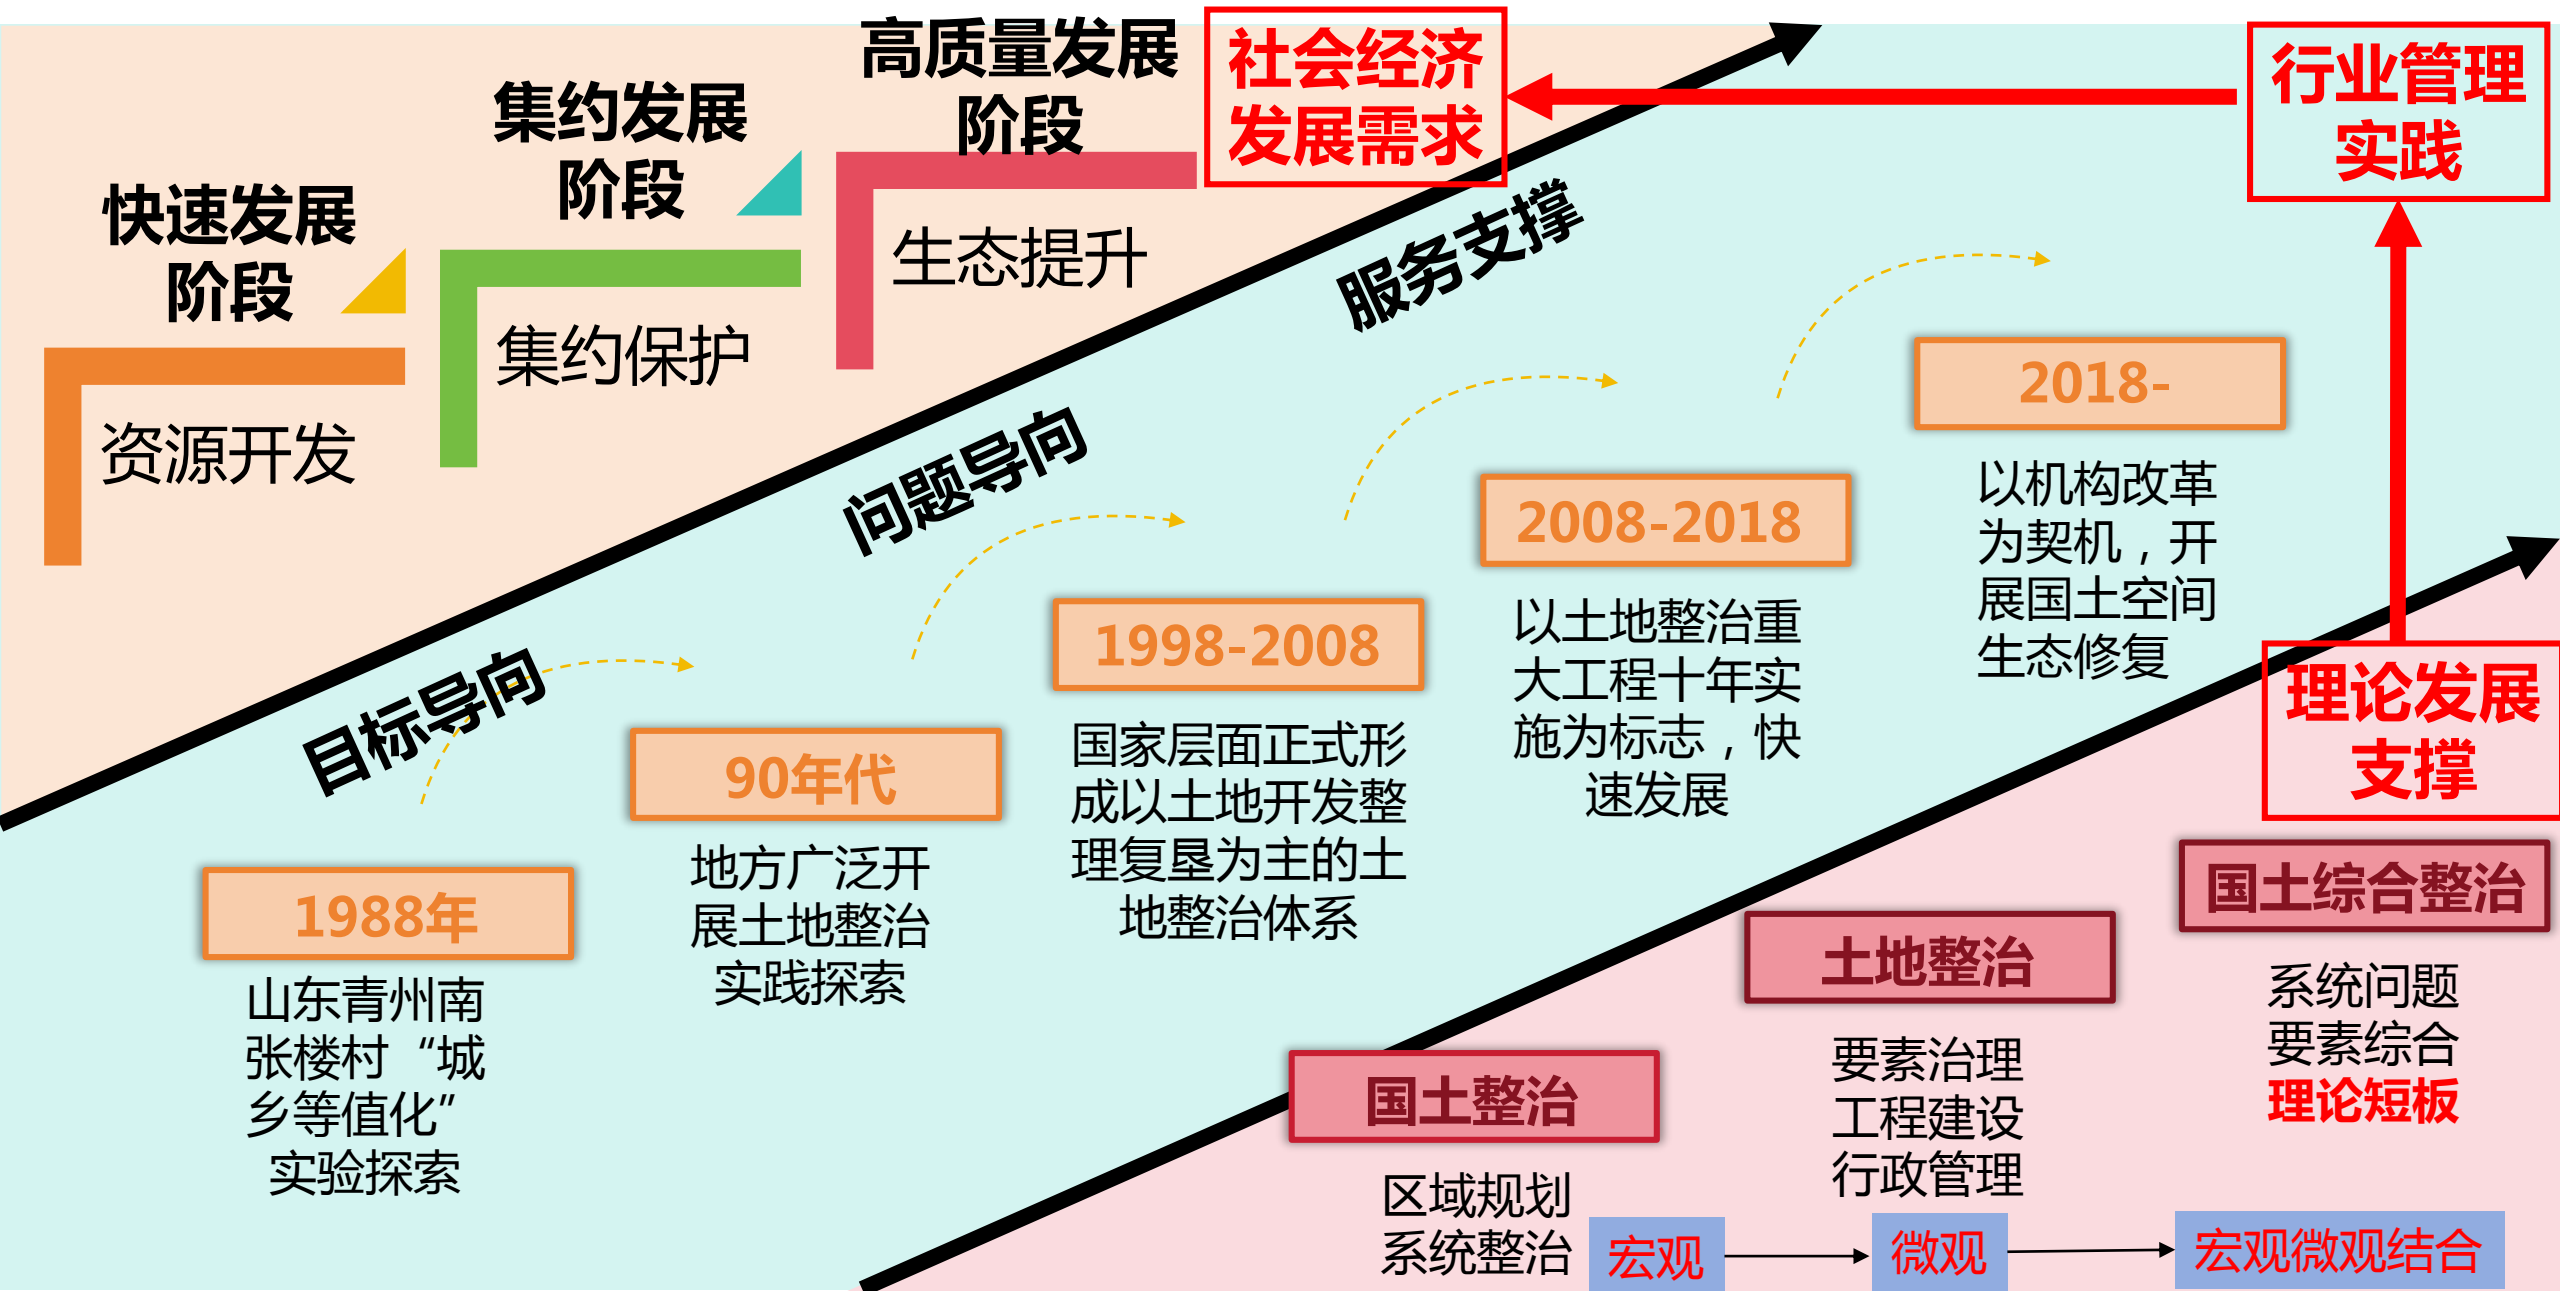 快速发展
阶段
资源开发
集约发展
阶段
集约保护
高质量发展
阶段
生态提升
社会经济
发展需求
行业管理
实践
目标导向
问题导向
服务支撑
1988年
山东青州南
张楼村“城
乡等值化”
实验探索
90年代
地方广泛开
展土地整治
实践探索
1998-2008
国家层面正式形
成以土地开发整
理复垦为主的土
地整治体系
2008-2018
以土地整治重
大工程十年实
施为标志，快
速发展
2018-
以机构改革
为契机，开
展国土空间
生态修复
理论发展
支撑
国土整治
区域规划
系统整治
土地整治
要素治理
工程建设
行政管理
国土综合整治
系统问题
要素综合
理论短板
宏观
微观
宏观微观结合